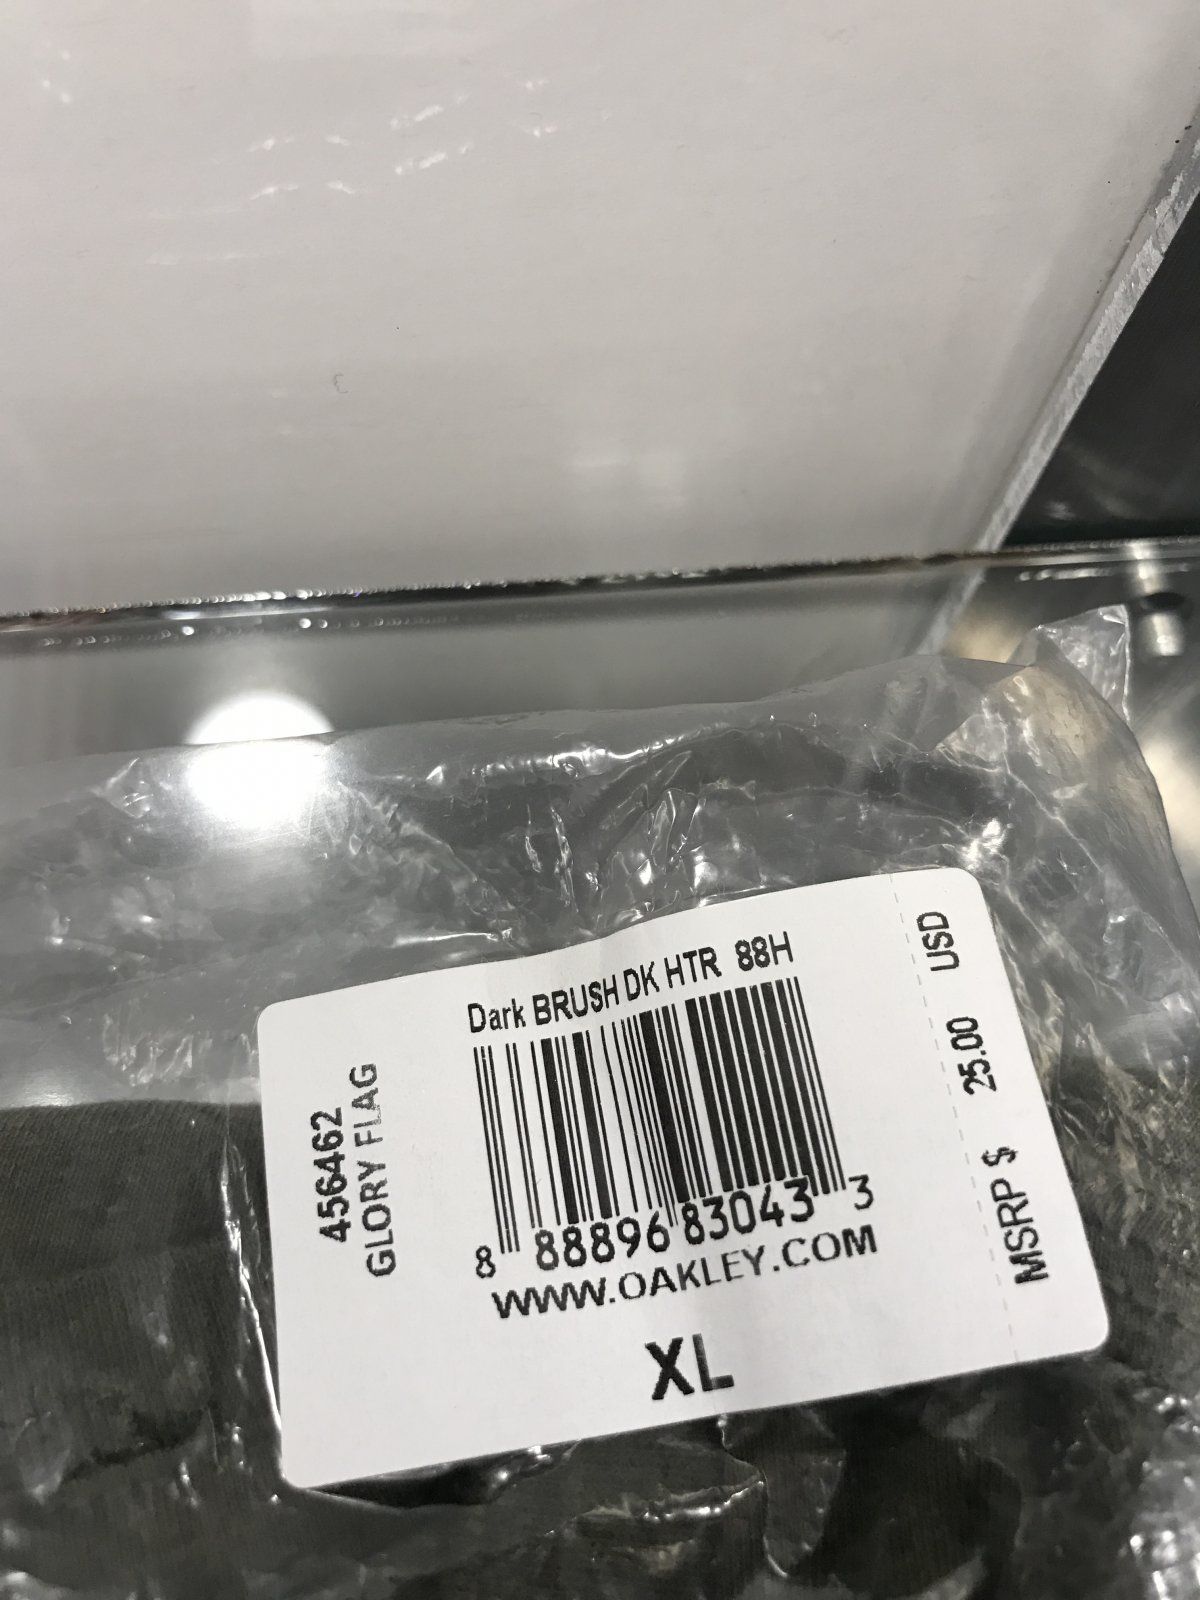 Dark BRUSH DK HTR 88H
456462
GLORY FLAG
8 88896 83043 3
WWW.OAKLEY.COM
XL
MSRP $ 25.00 USD